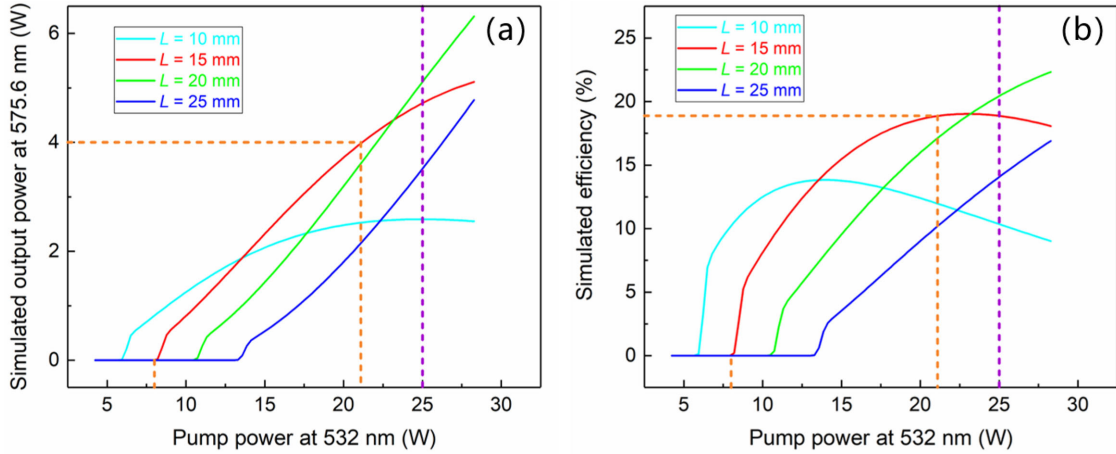 (a)
L = 10 mm
L = 15 mm
L = 20 mm
L = 25 mm
Simulated output power at 575.6 nm (W)
6
4
2
0
5 10 15 20 25 30
Pump power at 532 nm (W)
(b)
L = 10 mm
L = 15 mm
L = 20 mm
L = 25 mm
Simulated efficiency (%)
25
20
15
10
5
0
5 10 15 20 25 30
Pump power at 532 nm (W)